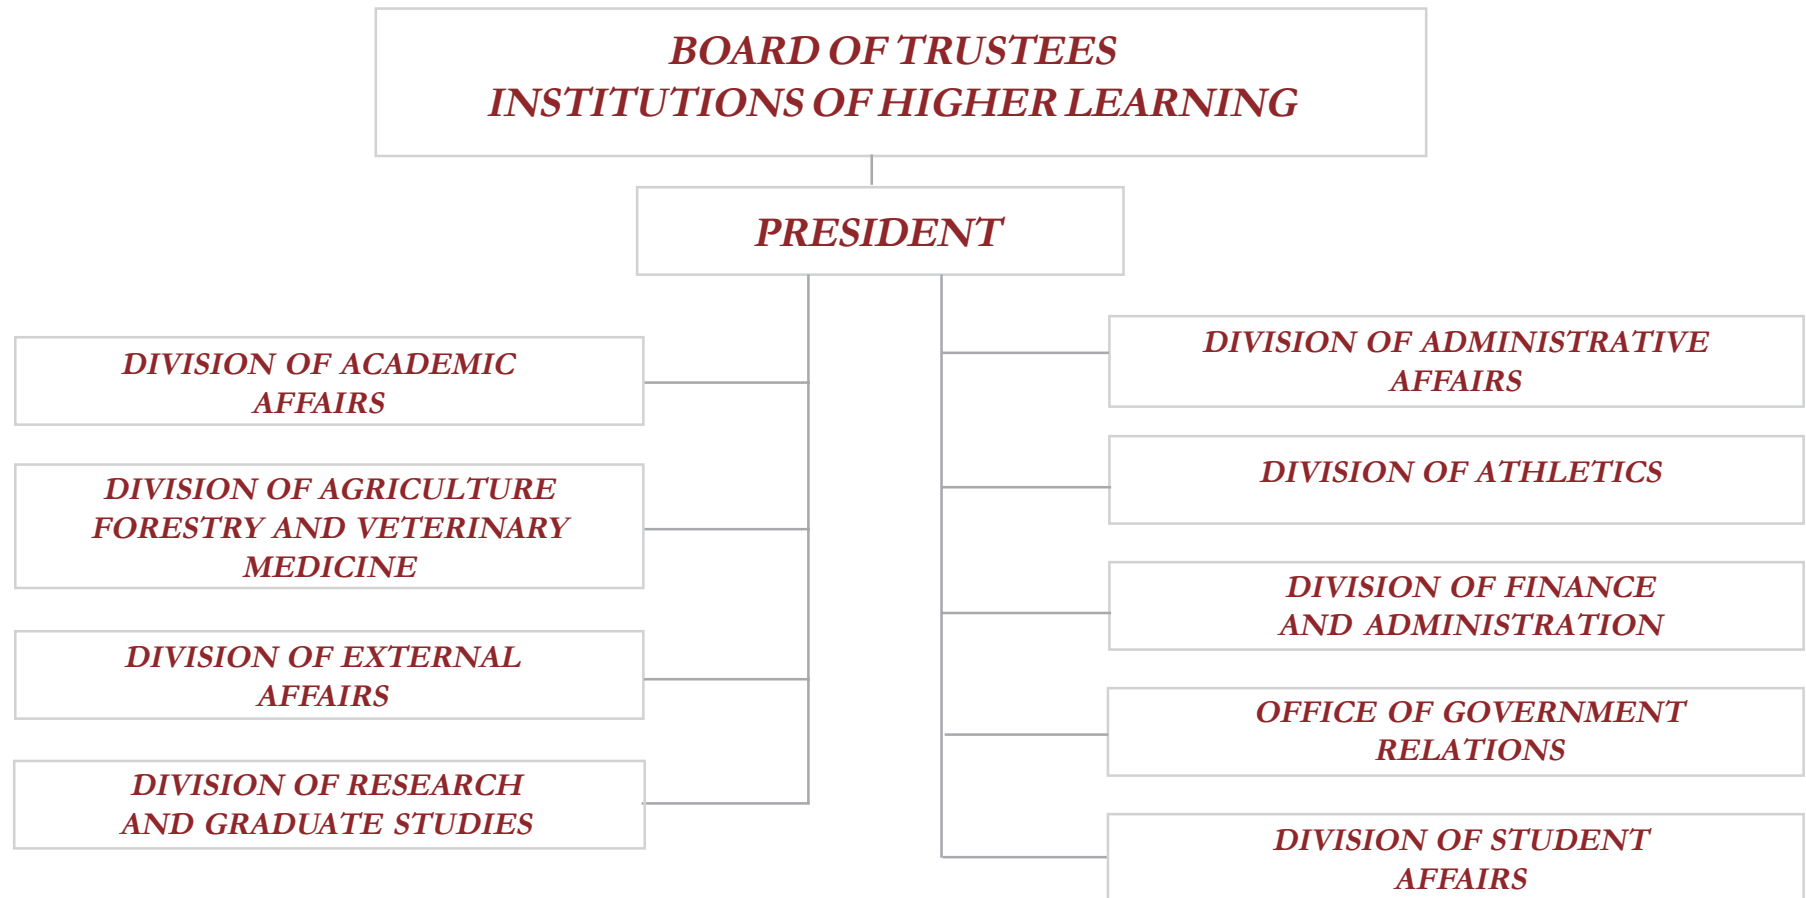 BOARD OF TRUSTEES
INSTITUTIONS OF HIGHER LEARNING
PRESIDENT
DIVISION OF ACADEMIC
AFFAIRS
DIVISION OF AGRICULTURE
FORESTRY AND VETERINARY
MEDICINE
DIVISION OF EXTERNAL
AFFAIRS
DIVISION OF RESEARCH
AND GRADUATE STUDIES
DIVISION OF ADMINISTRATIVE
AFFAIRS
DIVISION OF ATHLETICS
DIVISION OF FINANCE
AND ADMINISTRATION
OFFICE OF GOVERNMENT
RELATIONS
DIVISION OF STUDENT
AFFAIRS